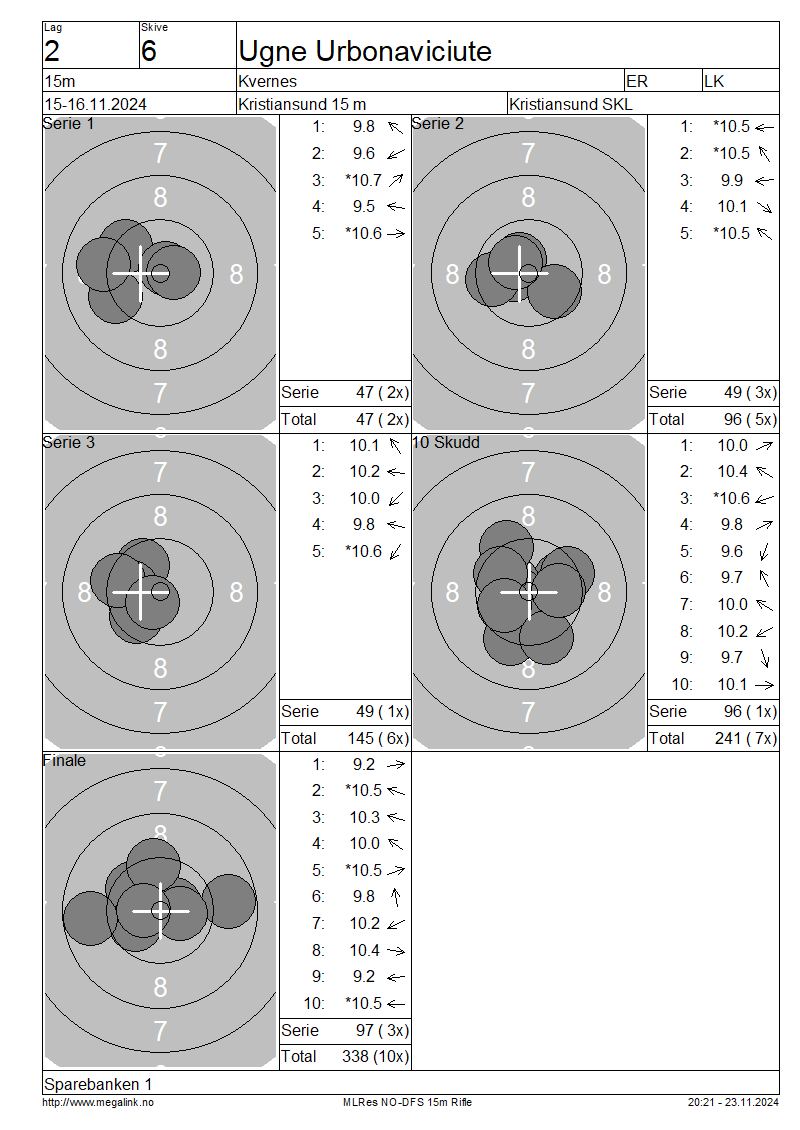 Lag
Skive
2
6
Ugne Urbonaviciute
15m
Kvernes
ER
LK
15-16.11.2024
Kristiansund 15 m
Kristiansund SKL
Serie 1
7
8
8
8
7
1: 9.8
2: 9.6
3: *10.7
4: 9.5
5: *10.6
Serie 47 ( 2x)
Total 47 ( 2x)
Serie 2
7
8
8 8
8
7
1: *10.5
2: *10.5
3: 9.9
4: 10.1
5: *10.5
Serie 49 ( 3x)
Total 96 ( 5x)
Serie 3
7
8
8 8
8
7
1: 10.1
2: 10.2
3: 10.0
4: 9.8
5: *10.6
Serie 49 ( 1x)
Total 145 ( 6x)
10 Skudd
7
8
8 8
8
7
1: 10.0
2: 10.4
3: *10.6
4: 9.8
5: 9.6
6: 9.7
7: 10.0
8: 10.2
9: 9.7
10: 10.1
Serie 96 ( 1x)
Total 241 ( 7x)
Finale
7
8
8
7
1: 9.2
2: *10.5
3: 10.3
4: 10.0
5: *10.5
6: 9.8
7: 10.2
8: 10.4
9: 9.2
10: *10.5
Serie 97 ( 3x)
Total 338 (10x)
Sparebanken 1
http://www.megalink.no
MLRes NO-DFS 15m Rifle
20:21 - 23.11.2024